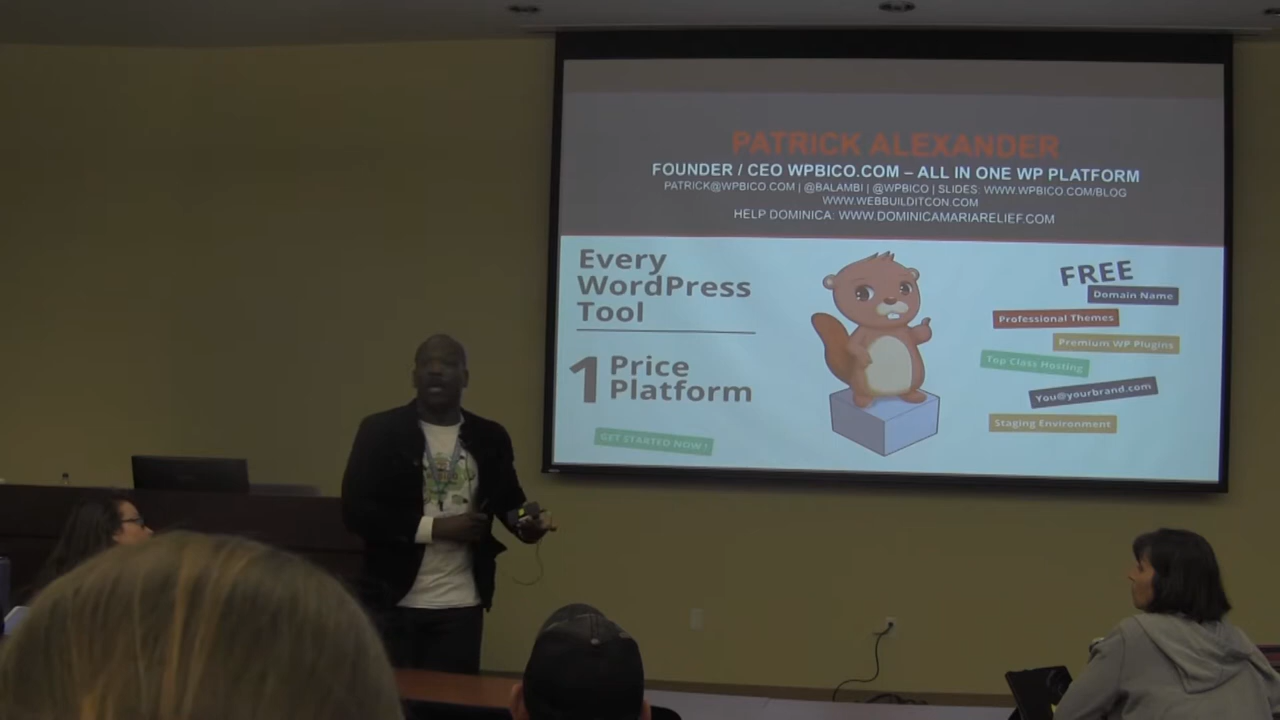 PATRICK ALEXANDER
FOUNDER / CEO WPBICO.COM – ALL IN ONE WP PLATFORM
PATRICK@WPBICO.COM | @BALAMBI | @WPBICO | SLIDES: WWW.WPBICO.COM/BLOG
WWW.WEBBUILDITCON.COM
HELP DOMINICA: WWW.DOMINICAMARIARELIEF.COM
Every
WordPress
Tool
1 Price
Platform
GET STARTED NOW !
FREE
Domain Name
Professional Themes
Premium WP Plugins
Top Class Hosting
You@yourbrand.com
Staging Environment